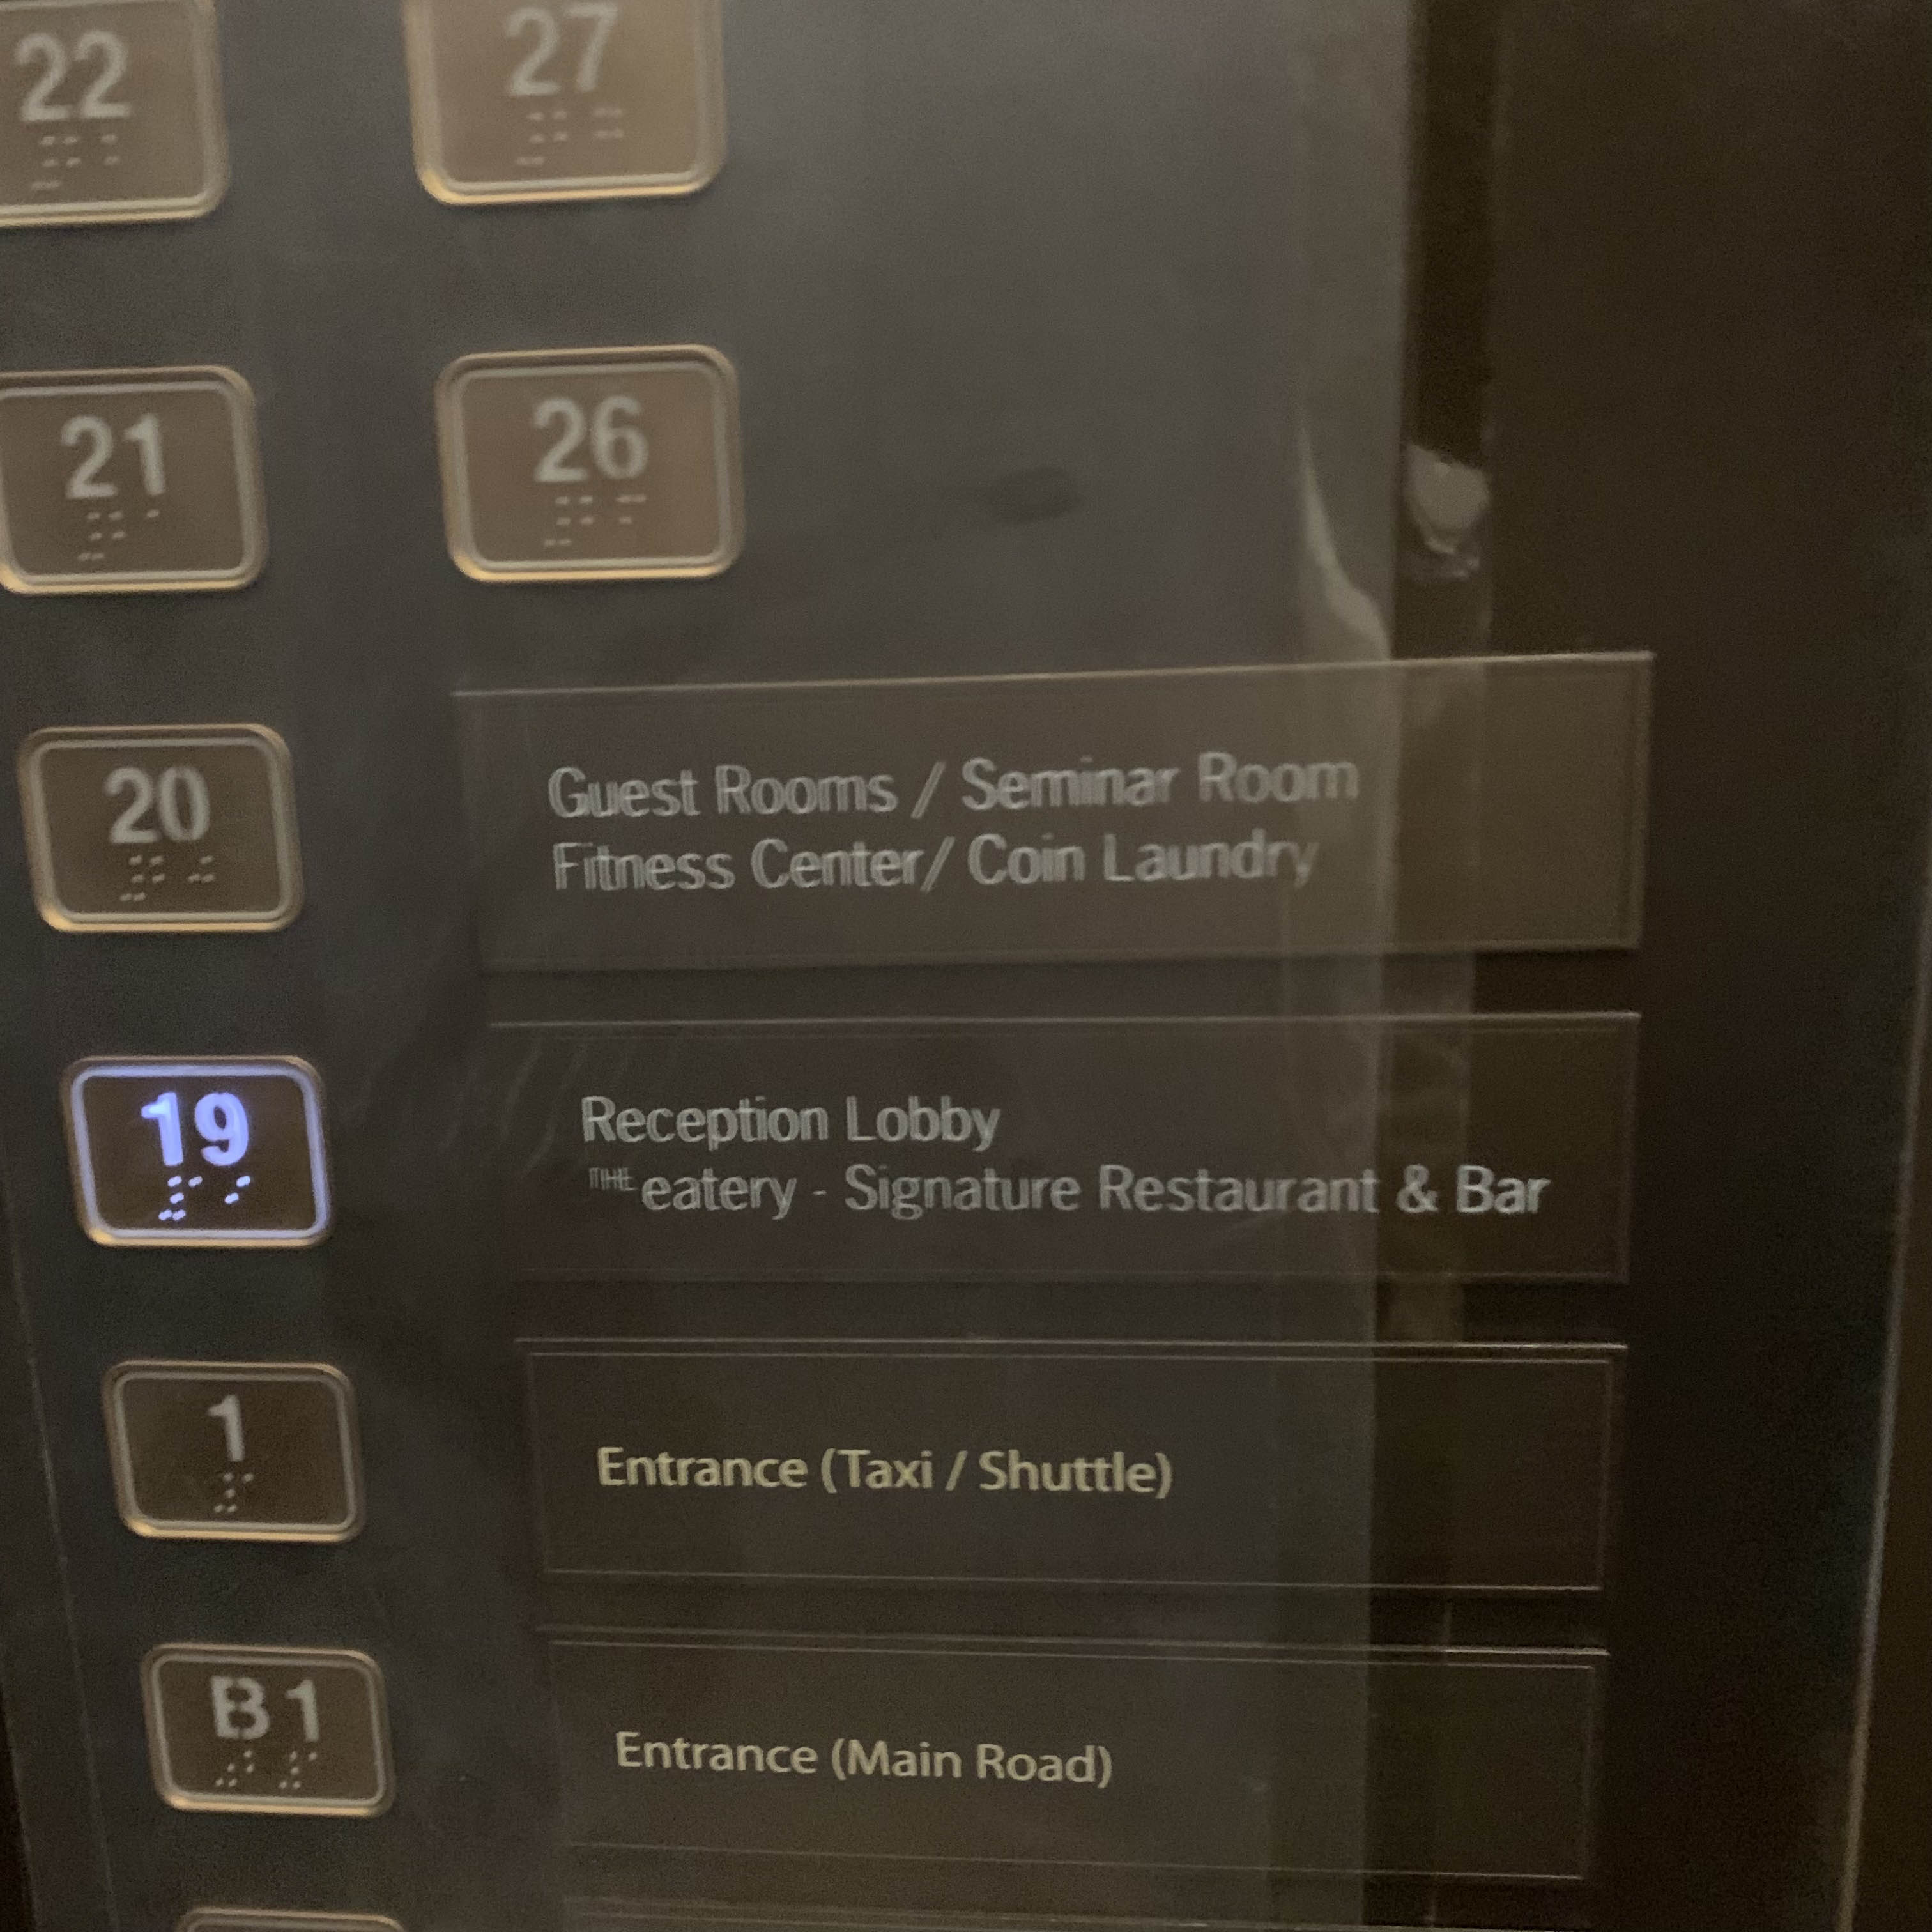 22 27
21 26
20 Guest Rooms / Seminar Room
Fitness Center/ Coin Laundry
19 Reception Lobby
THE eatery - Signature Restaurant & Bar
1 Entrance (Taxi / Shuttle)
B1 Entrance (Main Road)